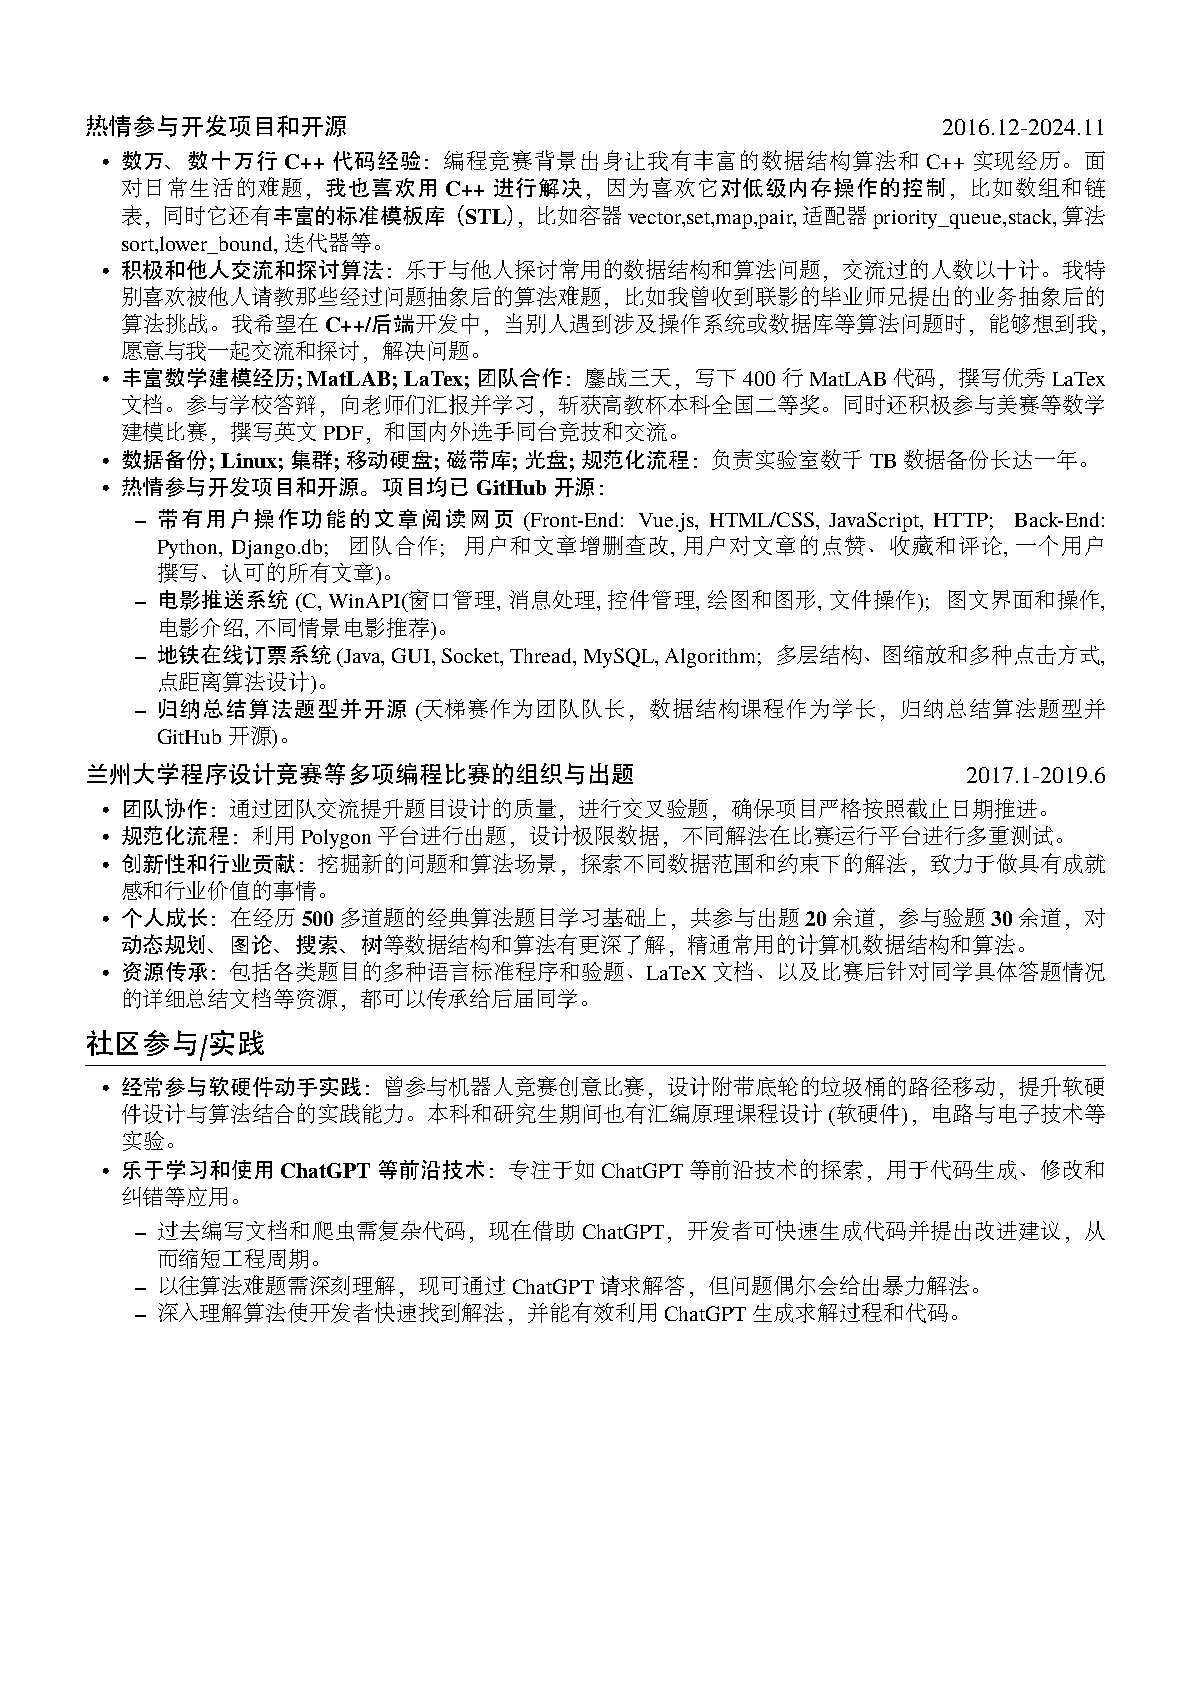 热情参与开发项目和开源 2016.12-2024.11
• 数万、数十万行 C++ 代码经验：编程竞赛背景出身让我有丰富的数据结构算法和 C++ 实现经历。面
对日常生活的难题，我也喜欢用 C++ 进行解决，因为喜欢它对低级内存操作的控制，比如数组和链
表，同时它还有丰富的标准模板库（STL），比如容器 vector,set,map,pair, 适配器 priority_queue,stack, 算法
sort,lower_bound, 迭代器等。
• 积极和他人交流和探讨算法：乐于与他人探讨常用的数据结构和算法问题，交流过的人数以十计。我特
别喜欢被他人请教那些经过问题抽象后的算法难题，比如我曾收到联影的毕业师兄提出的业务抽象后的
算法挑战。我希望在 C++/后端开发中，当别人遇到涉及操作系统或数据库等算法问题时，能够想到我，
愿意与我一起交流和探讨，解决问题。
• 丰富数学建模经历; MatLAB; LaTex; 团队合作：鏖战三天，写下 400 行 MatLAB 代码，撰写优秀 LaTex
文档。参与学校答辩，向老师们汇报并学习，斩获高教杯本科全国二等奖。同时还积极参与美赛等数学
建模比赛，撰写英文 PDF，和国内外选手同台竞技和交流。
• 数据备份; Linux; 集群; 移动硬盘; 磁带库; 光盘; 规范化流程：负责实验室数千 TB 数据备份长达一年。
• 热情参与开发项目和开源。项目均已 GitHub 开源：
– 带有用户操作功能的文章阅读网页 (Front-End: Vue.js, HTML/CSS, JavaScript, HTTP; Back-End:
Python, Django.db; 团队合作; 用户和文章增删查改, 用户对文章的点赞、收藏和评论, 一个用户
撰写、认可的所有文章)。
– 电影推送系统 (C, WinAPI(窗口管理, 消息处理, 控件管理, 绘图和图形, 文件操作); 图文界面和操作,
电影介绍, 不同情景电影推荐)。
– 地铁在线订票系统 (Java, GUI, Socket, Thread, MySQL, Algorithm; 多层结构、图缩放和多种点击方式,
点距离算法设计)。
– 归纳总结算法题型并开源 (天梯赛作为团队队长，数据结构课程作为学长，归纳总结算法题型并
GitHub 开源)。
兰州大学程序设计竞赛等多项编程比赛的组织与出题 2017.1-2019.6
• 团队协作：通过团队交流提升题目设计的质量，进行交叉验题，确保项目严格按照截止日期推进。
• 规范化流程：利用 Polygon 平台进行出题，设计极限数据，不同解法在比赛运行平台进行多重测试。
• 创新性和行业贡献：挖掘新的问题和算法场景，探索不同数据范围和约束下的解法，致力于做具有成就
感和行业价值的事情。
• 个人成长：在经历 500 多道题的经典算法题目学习基础上，共参与出题 20 余道，参与验题 30 余道，对
动态规划、图论、搜索、树等数据结构和算法有更深了解，精通常用的计算机数据结构和算法。
• 资源传承：包括各类题目的多种语言标准程序和验题、LaTeX 文档、以及比赛后针对同学具体答题情况
的详细总结文档等资源，都可以传承给后届同学。
社区参与/实践
• 经常参与软硬件动手实践：曾参与机器人竞赛创意比赛，设计附带底轮的垃圾桶的路径移动，提升软硬
件设计与算法结合的实践能力。本科和研究生期间也有汇编原理课程设计 (软硬件)，电路与电子技术等
实验。
• 乐于学习和使用 ChatGPT 等前沿技术：专注于如 ChatGPT 等前沿技术的探索，用于代码生成、修改和
纠错等应用。
– 过去编写文档和爬虫需复杂代码，现在借助 ChatGPT，开发者可快速生成代码并提出改进建议，从
而缩短工程周期。
– 以往算法难题需深刻理解，现可通过 ChatGPT 请求解答，但问题偶尔会给出暴力解法。
– 深入理解算法使开发者快速找到解法，并能有效利用 ChatGPT 生成求解过程和代码。